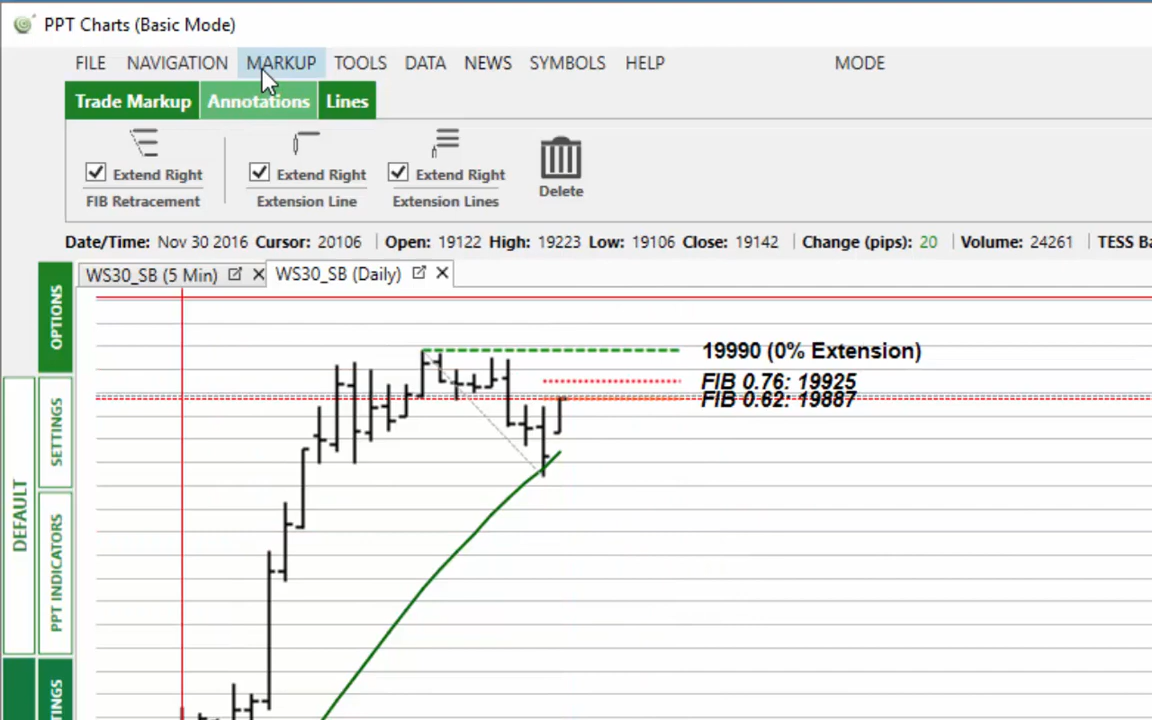 PPT Charts (Basic Mode)
FILE NAVIGATION MARKUP TOOLS DATA NEWS SYMBOLS HELP MODE
Trade Markup Annotations Lines
Extend Right Extend Right Extend Right
FIB Retracement Extension Line Extension Lines Delete
Date/Time: Nov 30 2016 Cursor: 20106 Open: 19122 High: 19223 Low: 19106 Close: 19142 Change (pips): 20 Volume: 24261 TESS Ba
WS30_SB (5 Min) WS30_SB (Daily)
OPTIONS
19990 (0% Extension)
FIB 0.76: 19925
FIB 0.62: 19887
SETTINGS
DEFAULT
PPT INDICATORS
TINGS